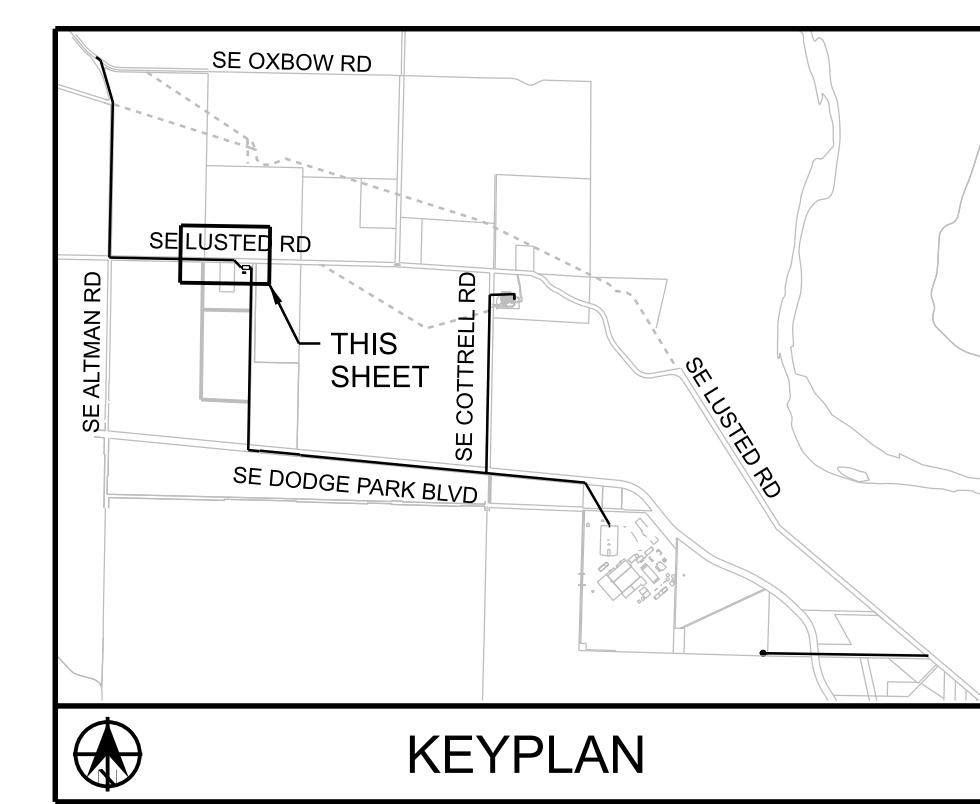 SE OXBOW RD
SE LUSTED RD
SE ALTMAN RD
THIS
SHEET
SE COTTRELL RD
SE LUSTED RD
SE DODGE PARK BLVD
KEYPLAN